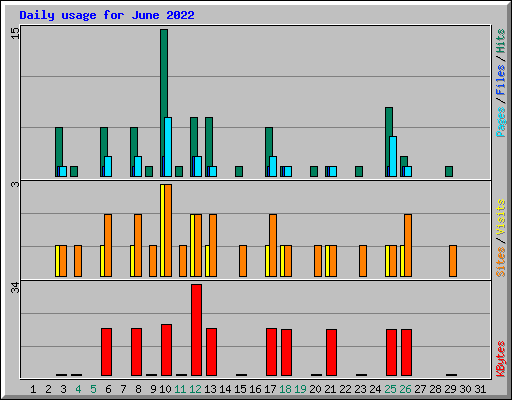 Daily usage for June 2022
15
3
34
Pages / Files / Hits
Sites / Visits
KBytes
1 2 3 4 5 6 7 8 9 10 11 12 13 14 15 16 17 18 19 20 21 22 23 24 25 26 27 28 29 30 31